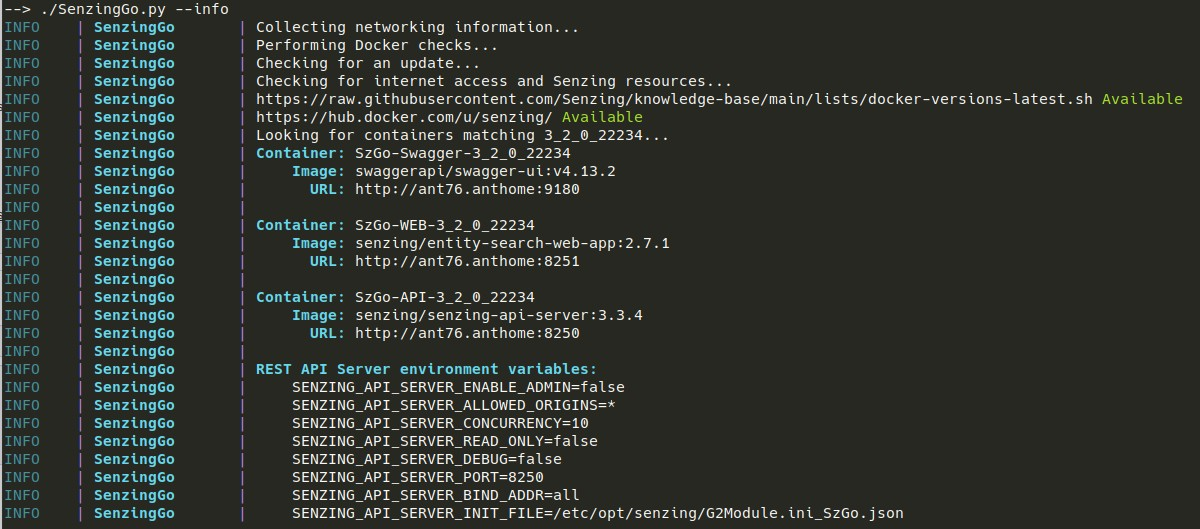 --> ./SenzingGo.py --info
INFO | SenzingGo | Collecting networking information...
INFO | SenzingGo | Performing Docker checks...
INFO | SenzingGo | Checking for an update...
INFO | SenzingGo | Checking for internet access and Senzing resources...
INFO | SenzingGo | https://raw.githubusercontent.com/Senzing/knowledge-base/main/lists/docker-versions-latest.sh Available
INFO | SenzingGo | https://hub.docker.com/u/senzing/ Available
INFO | SenzingGo | Looking for containers matching 3_2_0_22234...
INFO | SenzingGo | Container: SzGo-Swagger-3_2_0_22234
INFO | SenzingGo | Image: swaggerapi/swagger-ui:v4.13.2
INFO | SenzingGo | URL: http://ant76.anthome:9180
INFO | SenzingGo |
INFO | SenzingGo | Container: SzGo-WEB-3_2_0_22234
INFO | SenzingGo | Image: senzing/entity-search-web-app:2.7.1
INFO | SenzingGo | URL: http://ant76.anthome:8251
INFO | SenzingGo |
INFO | SenzingGo | Container: SzGo-API-3_2_0_22234
INFO | SenzingGo | Image: senzing/senzing-api-server:3.3.4
INFO | SenzingGo | URL: http://ant76.anthome:8250
INFO | SenzingGo |
INFO | SenzingGo | REST API Server environment variables:
INFO | SenzingGo | SENZING_API_SERVER_ENABLE_ADMIN=false
INFO | SenzingGo | SENZING_API_SERVER_ALLOWED_ORIGINS=*
INFO | SenzingGo | SENZING_API_SERVER_CONCURRENCY=10
INFO | SenzingGo | SENZING_API_SERVER_READ_ONLY=false
INFO | SenzingGo | SENZING_API_SERVER_DEBUG=false
INFO | SenzingGo | SENZING_API_SERVER_PORT=8250
INFO | SenzingGo | SENZING_API_SERVER_BIND_ADDR=all
INFO | SenzingGo | SENZING_API_SERVER_INIT_FILE=/etc/opt/senzing/G2Module.ini_SzGo.json